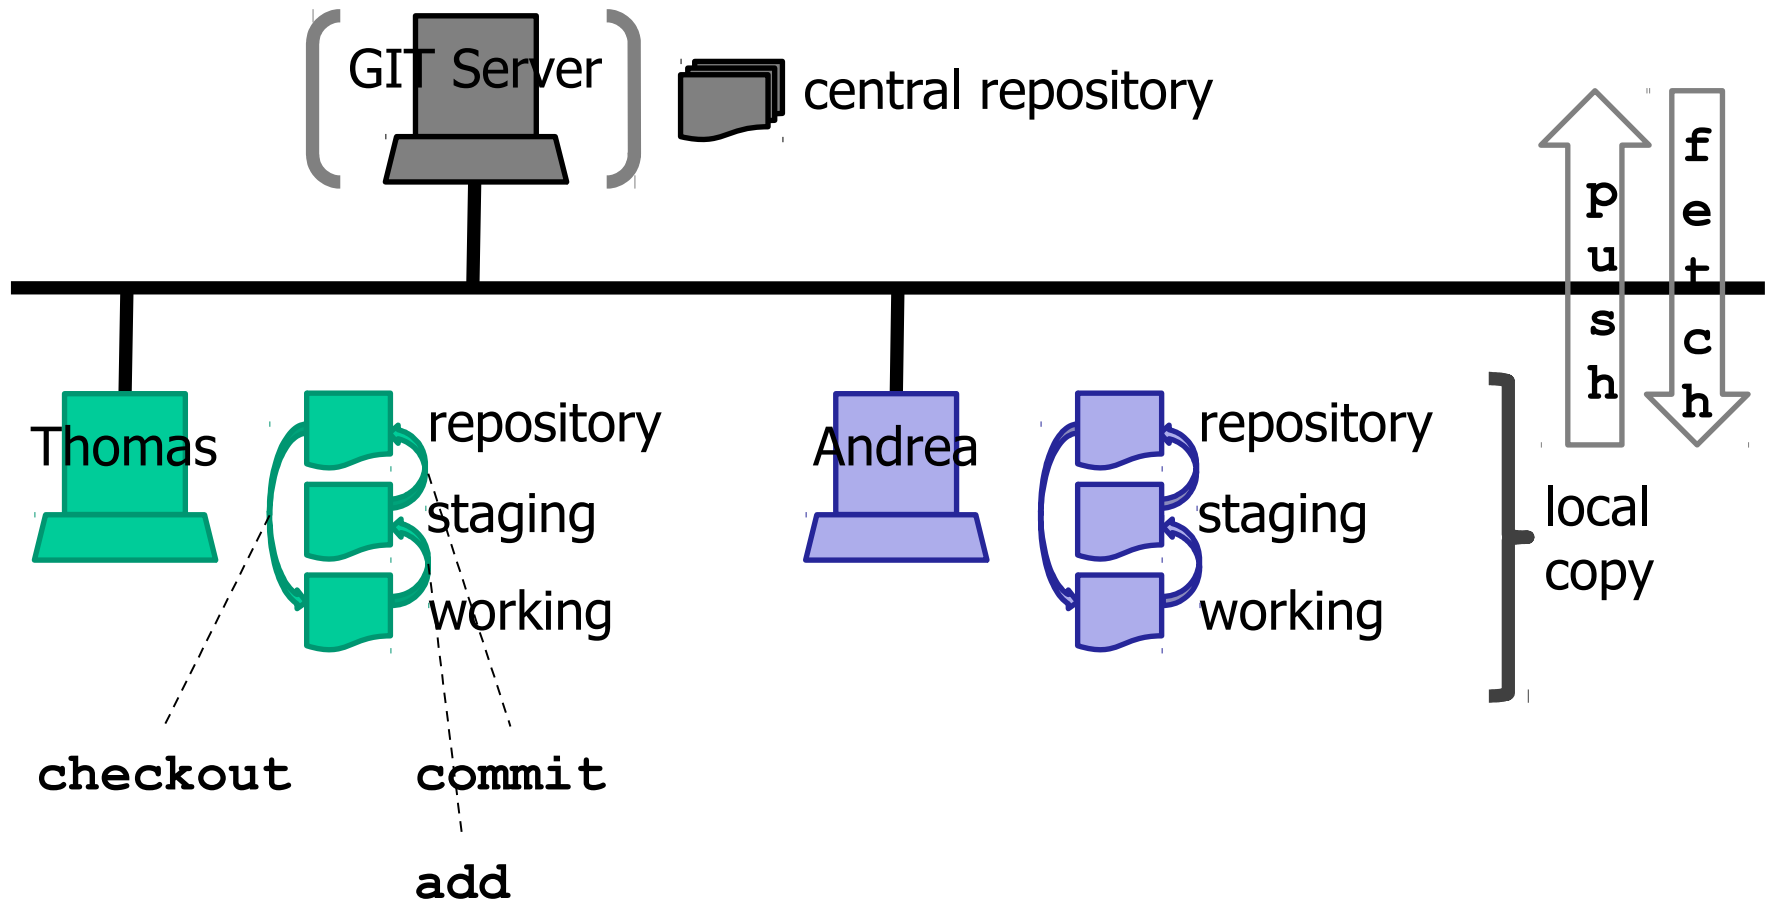 GIT Server
central repository
push
fetch
Thomas
repository
staging
working
Andrea
repository
staging
working
local
copy
checkout
commit
add